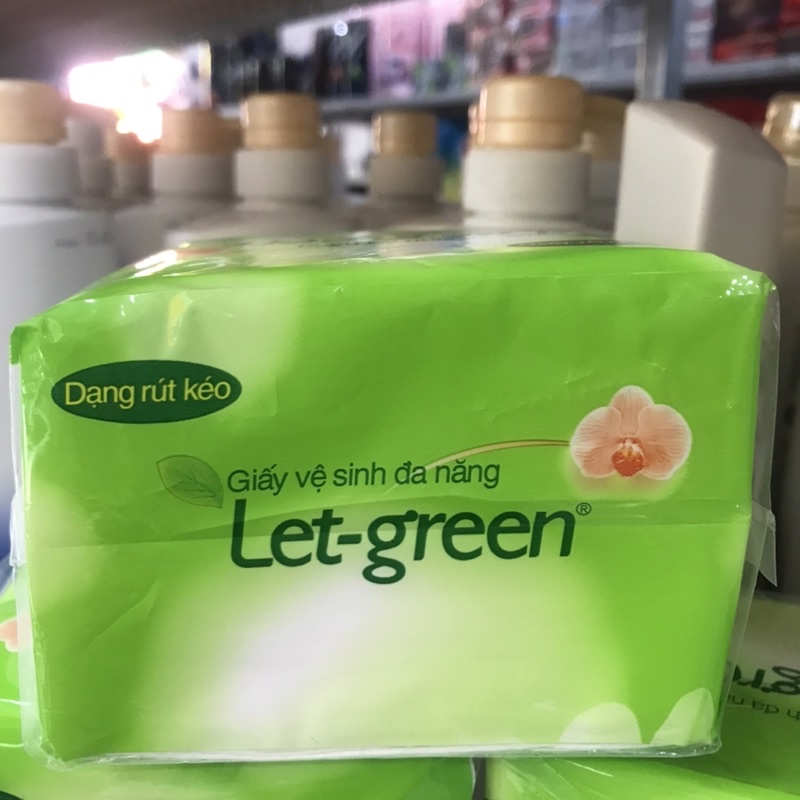 Dạng rút kéo
Giấy vệ sinh đa năng
Let-green®